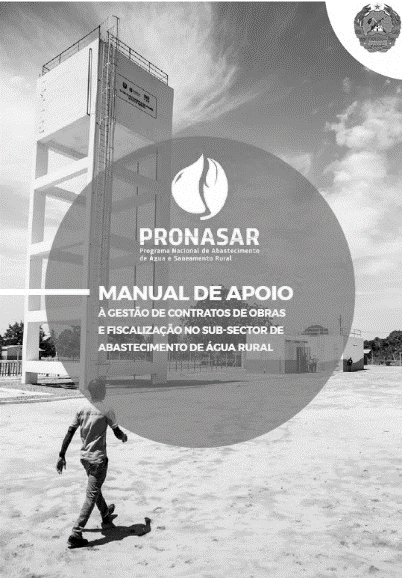 PRONASAR
Programa Nacional de Abastecimento
de Água e Saneamento Rural
MANUAL DE APOIO
À GESTÃO DE CONTRATOS DE OBRAS
E FISCALIZAÇÃO NO SUB-SECTOR DE
ABASTECIMENTO DE ÁGUA RURAL